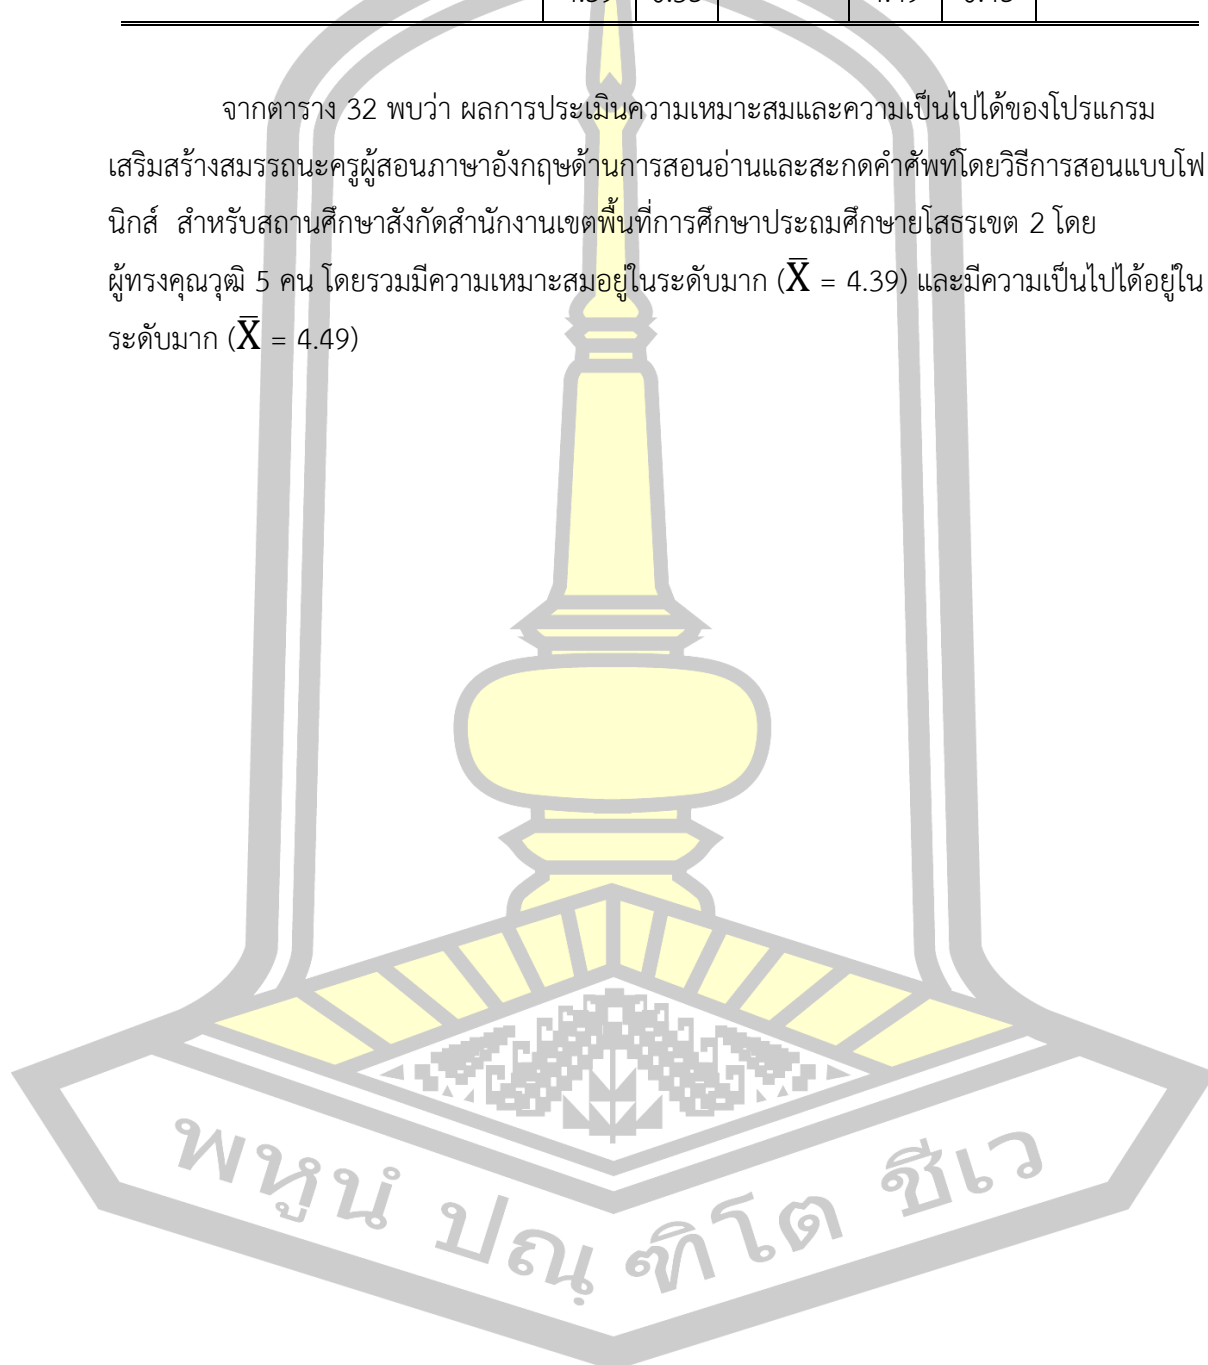 จากตาราง 32 พบว่า ผลการประเมินความเหมาะสมและความเป็นไปได้ของโปรแกรม
เสริมสร้างสมรรถนะครูผู้สอนภาษาอังกฤษด้านการสอนอ่านและสะกดคำศัพท์โดยวิธีการสอนแบบโฟ
นิกส์ สำหรับสถานศึกษาสังกัดสำนักงานเขตพื้นที่การศึกษาประถมศึกษายโสธรเขต 2 โดย
ผู้ทรงคุณวุฒิ 5 คน โดยรวมมีความเหมาะสมอยู่ในระดับมาก (X̅ = 4.39) และมีความเป็นไปได้อยู่ใน
ระดับมาก (X̅ = 4.49)
พหูนํ ปณฺ ฑิโต ชีเว